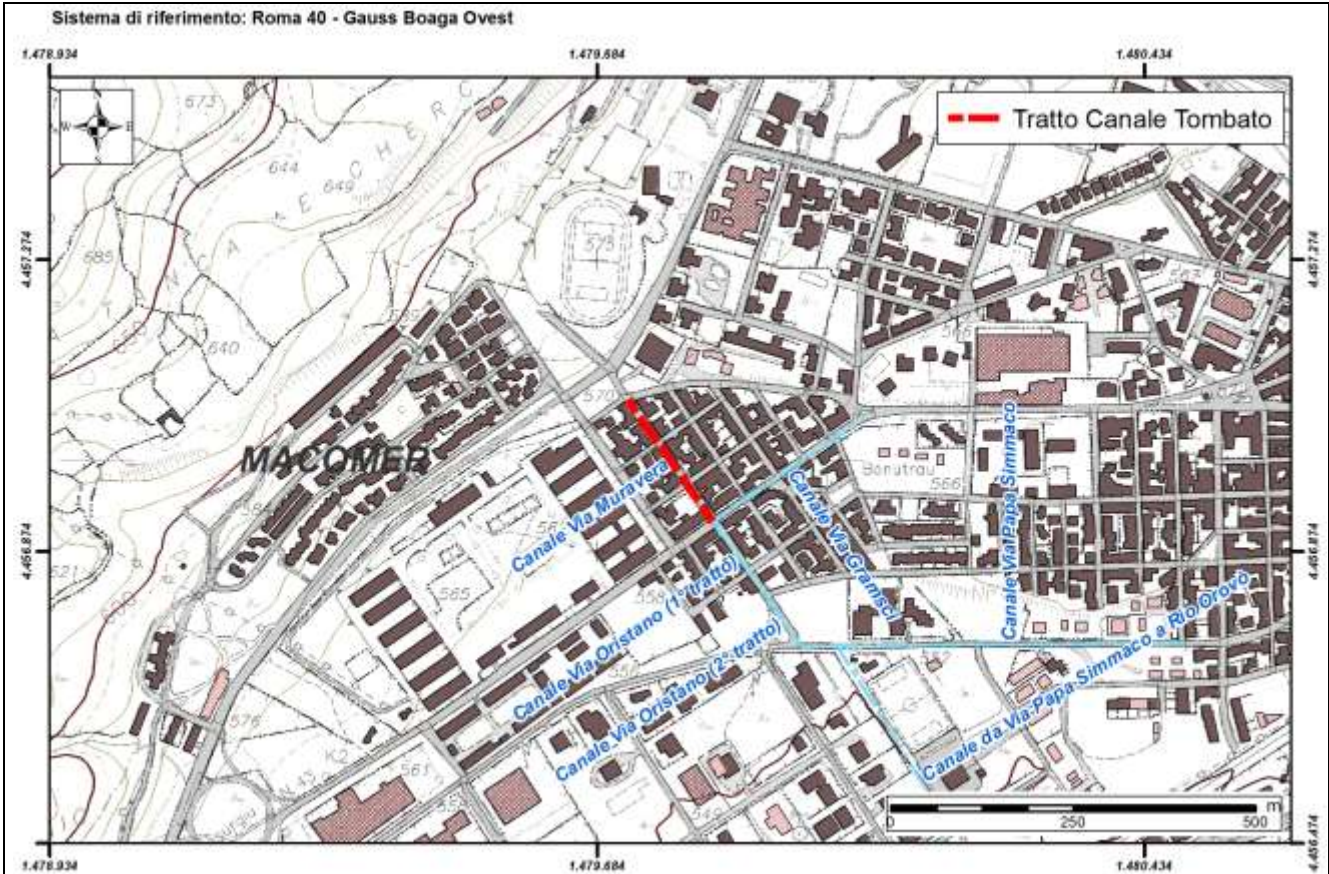 Sistema di riferimento: Roma 40 - Gauss Boaga Ovest
1.478.934
1.479.684
1.480.434
W E
Tratto Canale Tombato
673
644
649
685
640
573
4.457.274
4.457.274
570
MACOMER
Bonutrau
566
Canale Via Muravera
Canale Via Gramsci
Canale Via Papa Simmaco
4.456.874
4.456.874
565
558
Canale Via Oristano (1° tratto)
Canale Via Oristano (2° tratto)
Canale da Via Papa Simmaco a Rio Orovò
576
K2
561
m
0
250
500
4.456.474
1.478.934
1.479.684
1.480.434